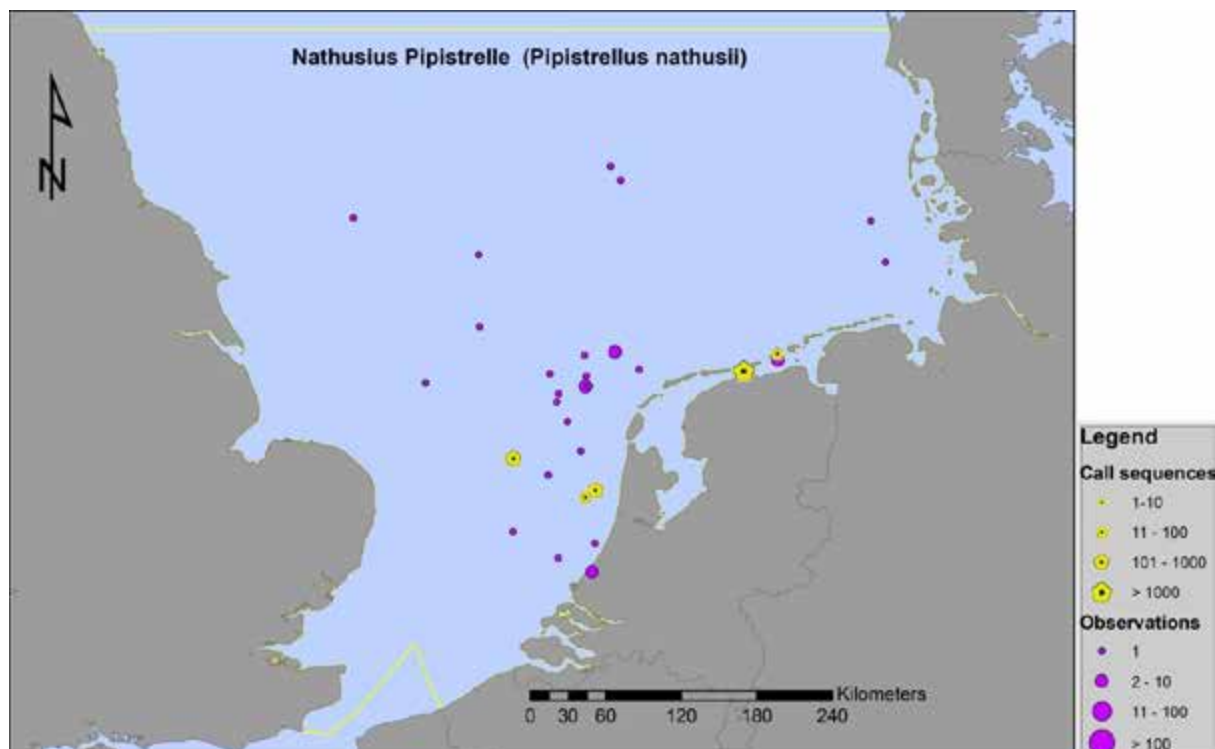 Nathusius Pipistrelle (Pipistrellus nathusii)
N
Legend
Call sequences
1-10
11 - 100
101 - 1000
> 1000
Observations
1
2 - 10
11 - 100
> 100
Kilometers
0 30 60 120 180 240